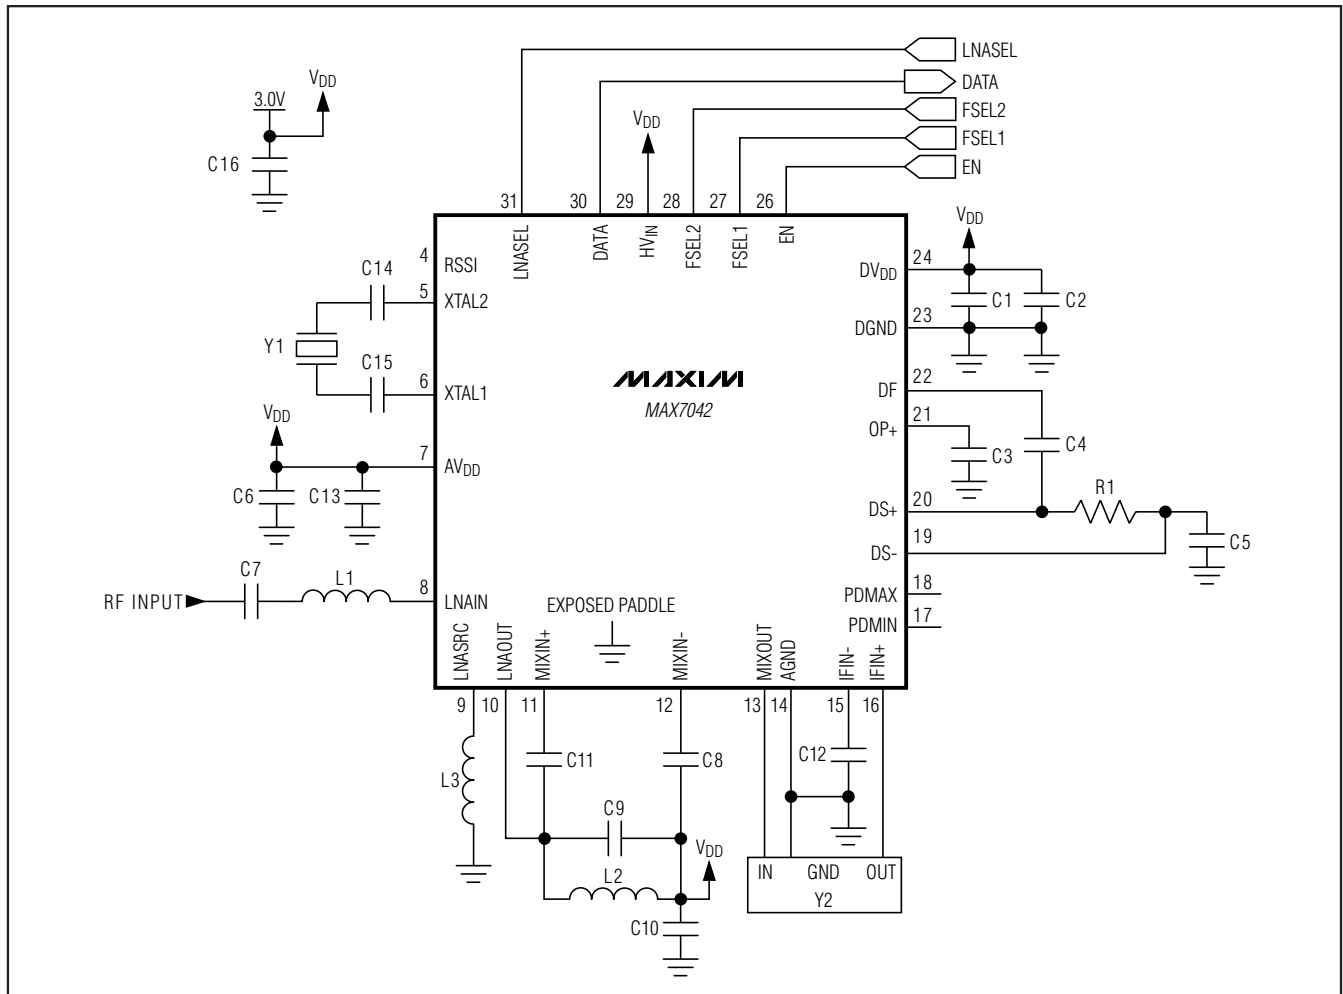 LNASEL
DATA
FSEL2
FSEL1
EN
3.0V
VDD
C16
VDD
31
30
29
28
27
26
LNASEL
DATA
HVIN
FSEL2
FSEL1
EN
4
RSSI
C14
5
XTAL2
Y1
C15
6
XTAL1
VDD
7
AVDD
C6
C13
C7
L1
RF INPUT
8
LNAIN
MAXIM
MAX7042
EXPOSED PADDLE
VDD
DVDD
24
C1
C2
DGND
23
DF
22
OP+
21
C3
C4
R1
DS+
20
DS-
19
C5
PDMAX
18
PDMIN
17
LNASRC
LNAOUT
MIXIN+
MIXIN-
MIXOUT
AGND
IFIN-
IFIN+
9
10
11
12
13
14
15
16
L3
C11
C8
C12
C9
L2
VDD
C10
IN
GND
OUT
Y2